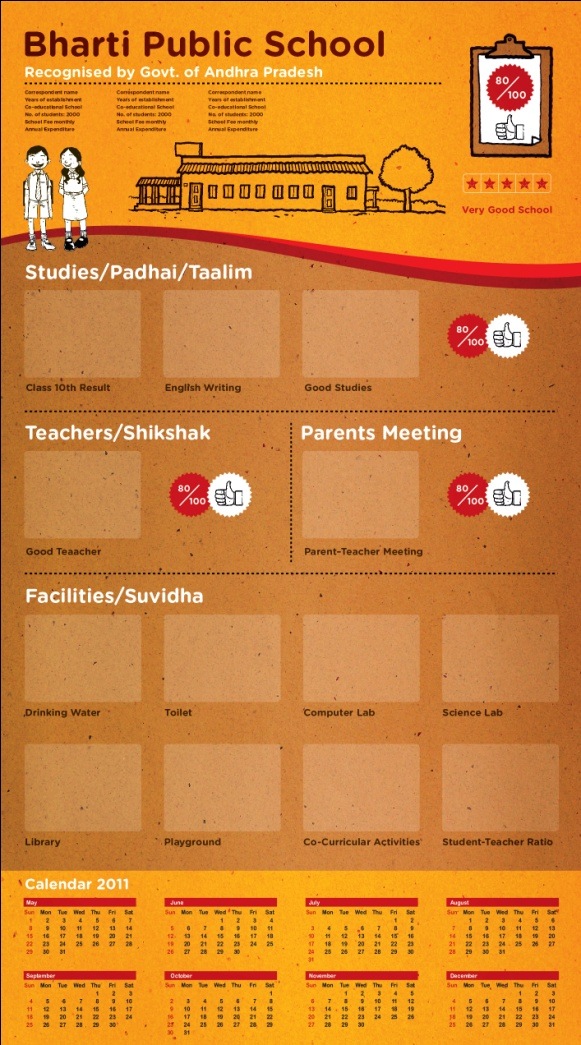 Bharti Public School
Recognised by Govt. of Andhra Pradesh
Correspondent name
Years of establishment
Co-educational School
No. of students: 2000
School Fee monthly
Annual Expenditure
Correspondent name
Years of establishment
Co-educational School
No. of students: 2000
School Fee monthly
Annual Expenditure
Correspondent name
Years of establishment
Co-educational School
No. of students: 2000
School Fee monthly
Annual Expenditure
80/100
Very Good School
Studies/Padhai/Taalim
80/100
Class 10th Result
English Writing
Good Studies
Teachers/Shikshak
80/100
Good Teaacher
Parents Meeting
80/100
Parent-Teacher Meeting
Facilities/Suvidha
Drinking Water
Toilet
Computer Lab
Science Lab
Library
Playground
Co-Curricular Activities
Student-Teacher Ratio
Calendar 2011
May
Sun Mon Tue Wed Thu Fri Sat
1 2 3 4 5 6 7
8 9 10 11 12 13 14
15 16 17 18 19 20 21
22 23 24 25 26 27 28
29 30 31
June
Sun Mon Tue Wed Thu Fri Sat
1 2 3 4
5 6 7 8 9 10 11
12 13 14 15 16 17 18
19 20 21 22 23 24 25
26 27 28 29 30
July
Sun Mon Tue Wed Thu Fri Sat
1 2
3 4 5 6 7 8 9
10 11 12 13 14 15 16
17 18 19 20 21 22 23
24 25 26 27 28 29 30
31
August
Sun Mon Tue Wed Thu Fri Sat
1 2 3 4 5 6
7 8 9 10 11 12 13
14 15 16 17 18 19 20
21 22 23 24 25 26 27
28 29 30 31
September
Sun Mon Tue Wed Thu Fri Sat
1 2 3
4 5 6 7 8 9 10
11 12 13 14 15 16 17
18 19 20 21 22 23 24
25 26 27 28 29 30
October
Sun Mon Tue Wed Thu Fri Sat
1
2 3 4 5 6 7 8
9 10 11 12 13 14 15
16 17 18 19 20 21 22
23 24 25 26 27 28 29
30 31
November
Sun Mon Tue Wed Thu Fri Sat
1 2 3 4 5
6 7 8 9 10 11 12
13 14 15 16 17 18 19
20 21 22 23 24 25 26
27 28 29 30
December
Sun Mon Tue Wed Thu Fri Sat
1 2 3
4 5 6 7 8 9 10
11 12 13 14 15 16 17
18 19 20 21 22 23 24
25 26 27 28 29 30 31